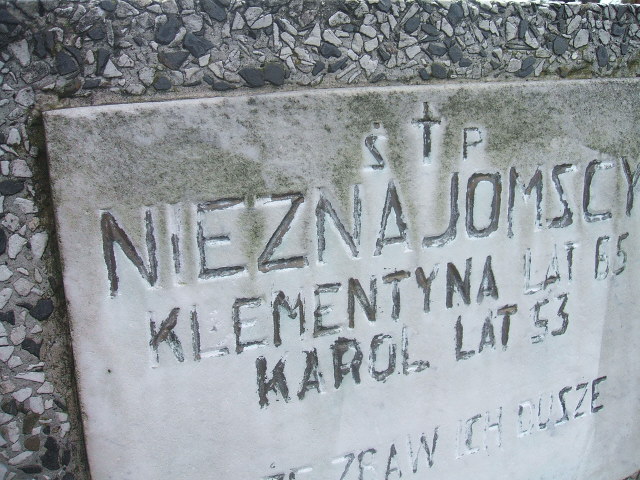 Ś † P
NIEZNAJOMSCY
KLEMENTYNA LAT 65
KAROL LAT 53
ZBAW ICH DUSZE